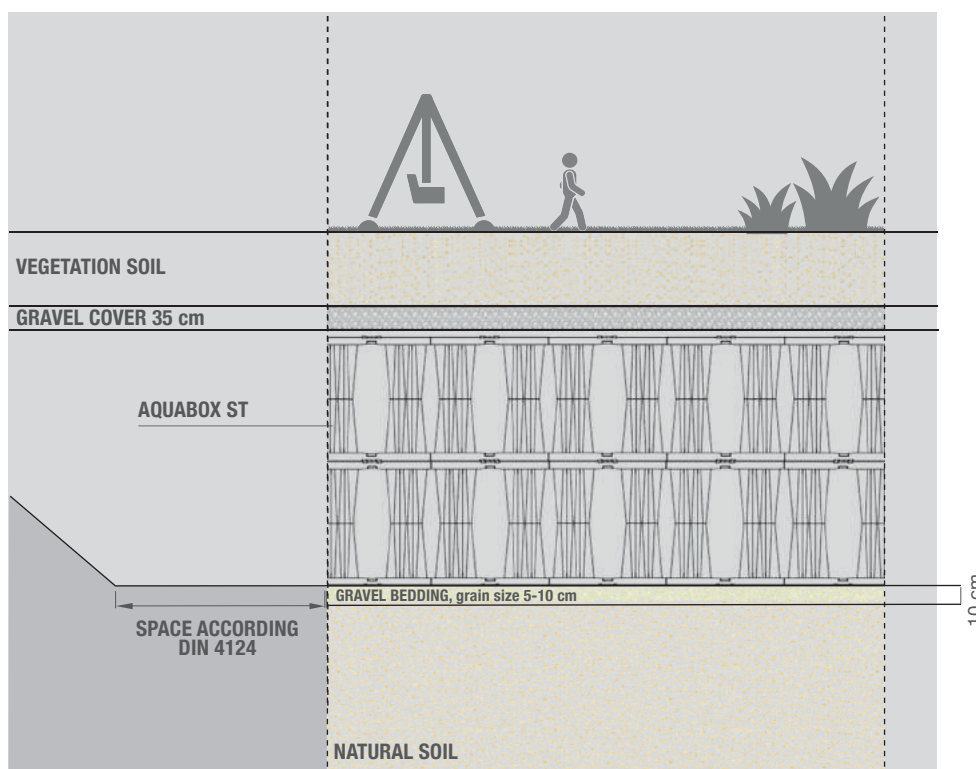 VEGETATION SOIL
GRAVEL COVER 35 cm
AQUABOX ST
GRAVEL BEDDING, grain size 5-10 cm
10 cm
SPACE ACCORDING
DIN 4124
NATURAL SOIL